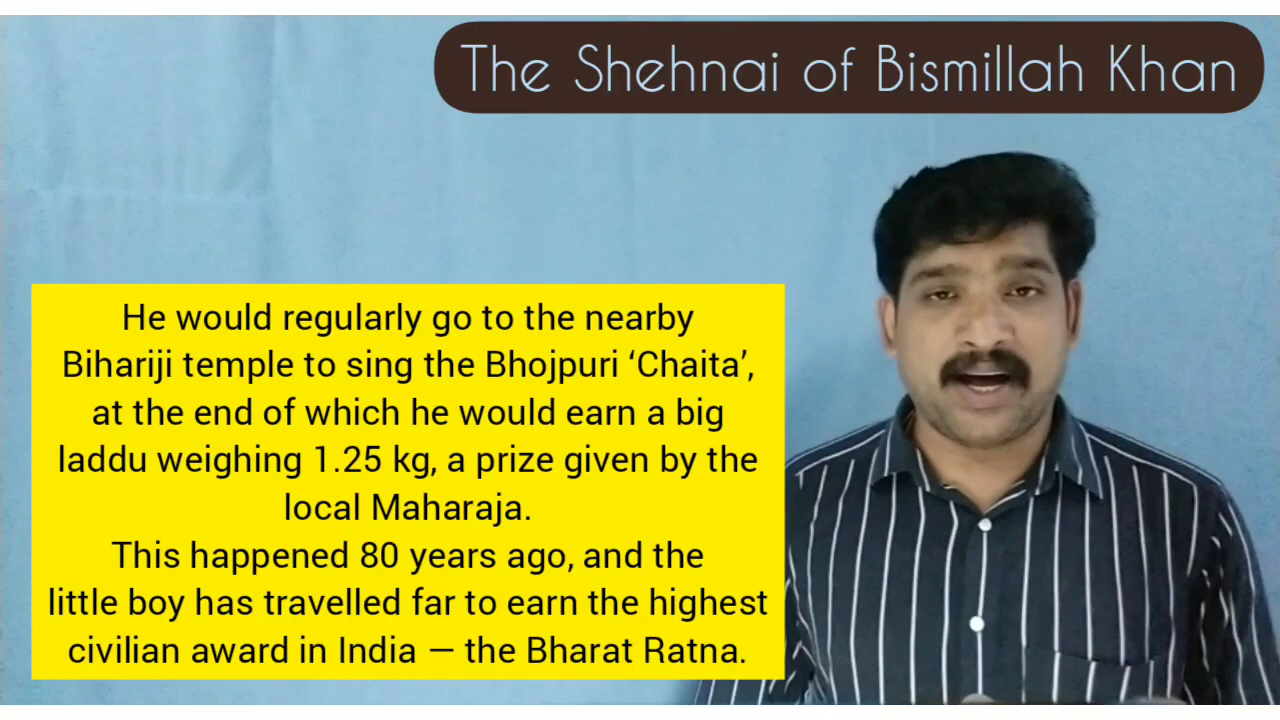 The Shehnai of Bismillah Khan
He would regularly go to the nearby
Bihariji temple to sing the Bhojpuri ‘Chaita’,
at the end of which he would earn a big
laddu weighing 1.25 kg, a prize given by the
local Maharaja.
This happened 80 years ago, and the
little boy has travelled far to earn the highest
civilian award in India — the Bharat Ratna.